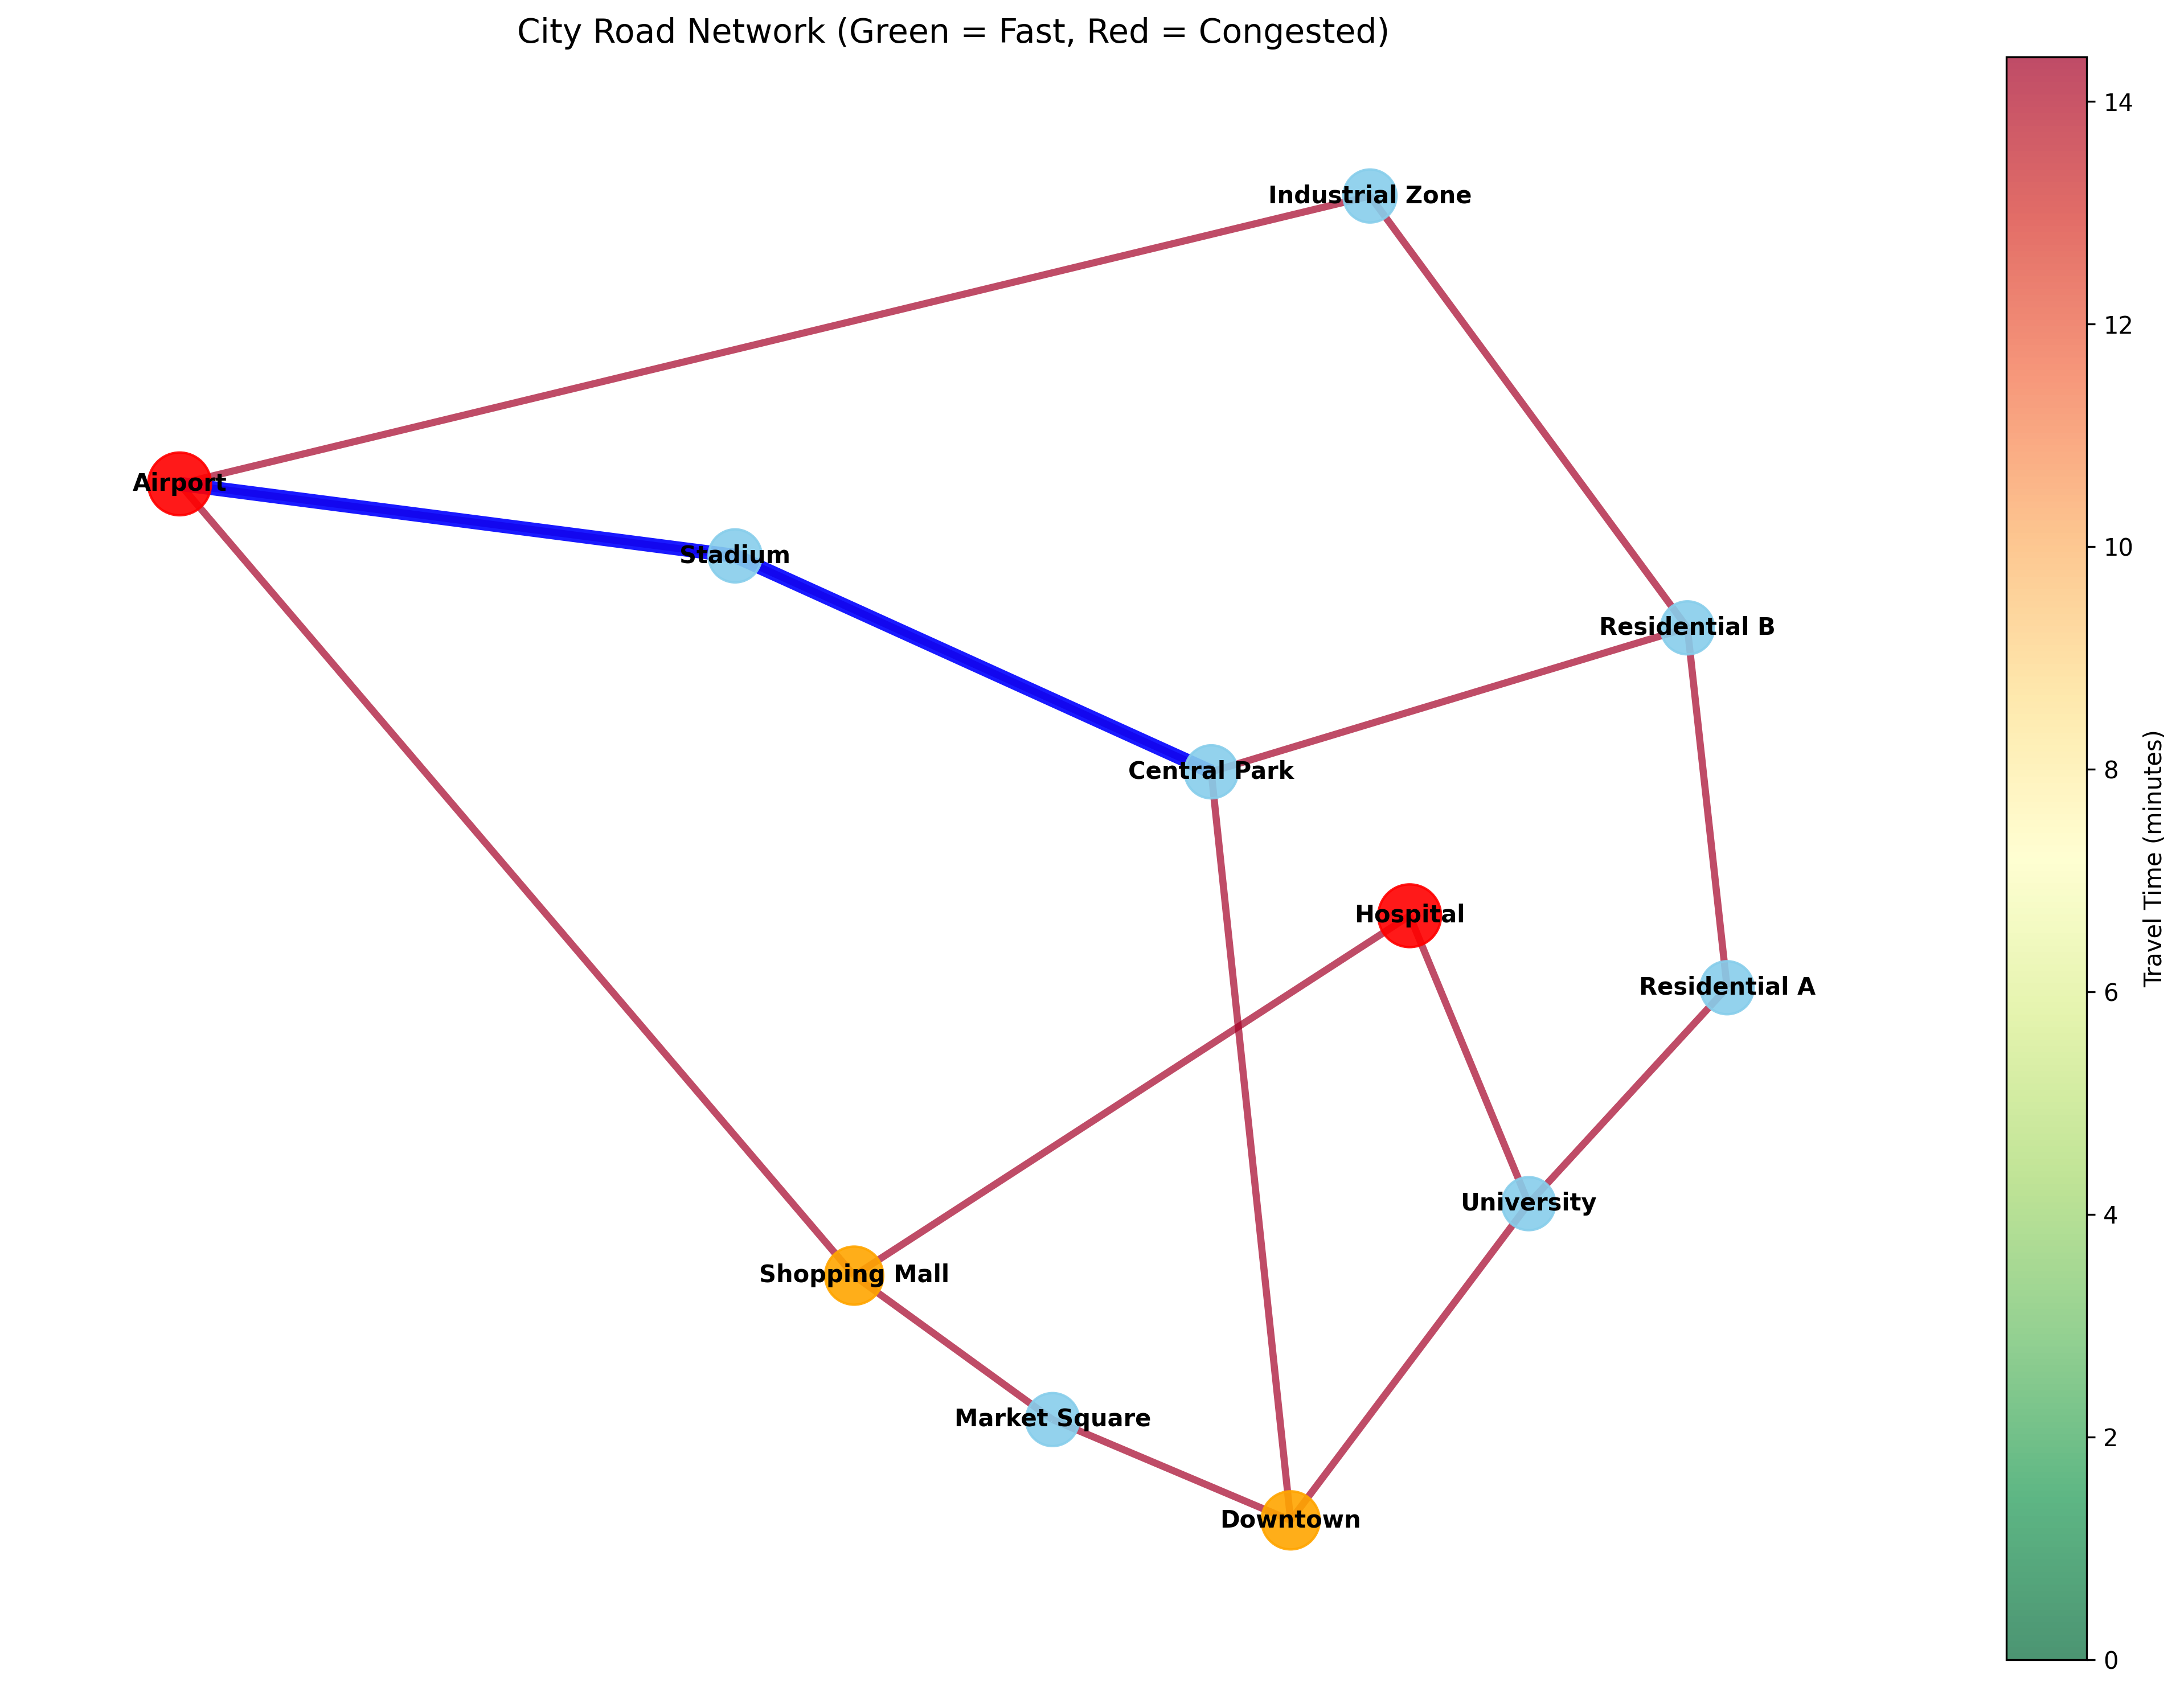 City Road Network (Green = Fast, Red = Congested)
Industrial Zone
Airport
Stadium
Residential B
Central Park
Hospital
Residential A
University
Shopping Mall
Market Square
Downtown
14
12
10
8
6
4
2
0
Travel Time (minutes)